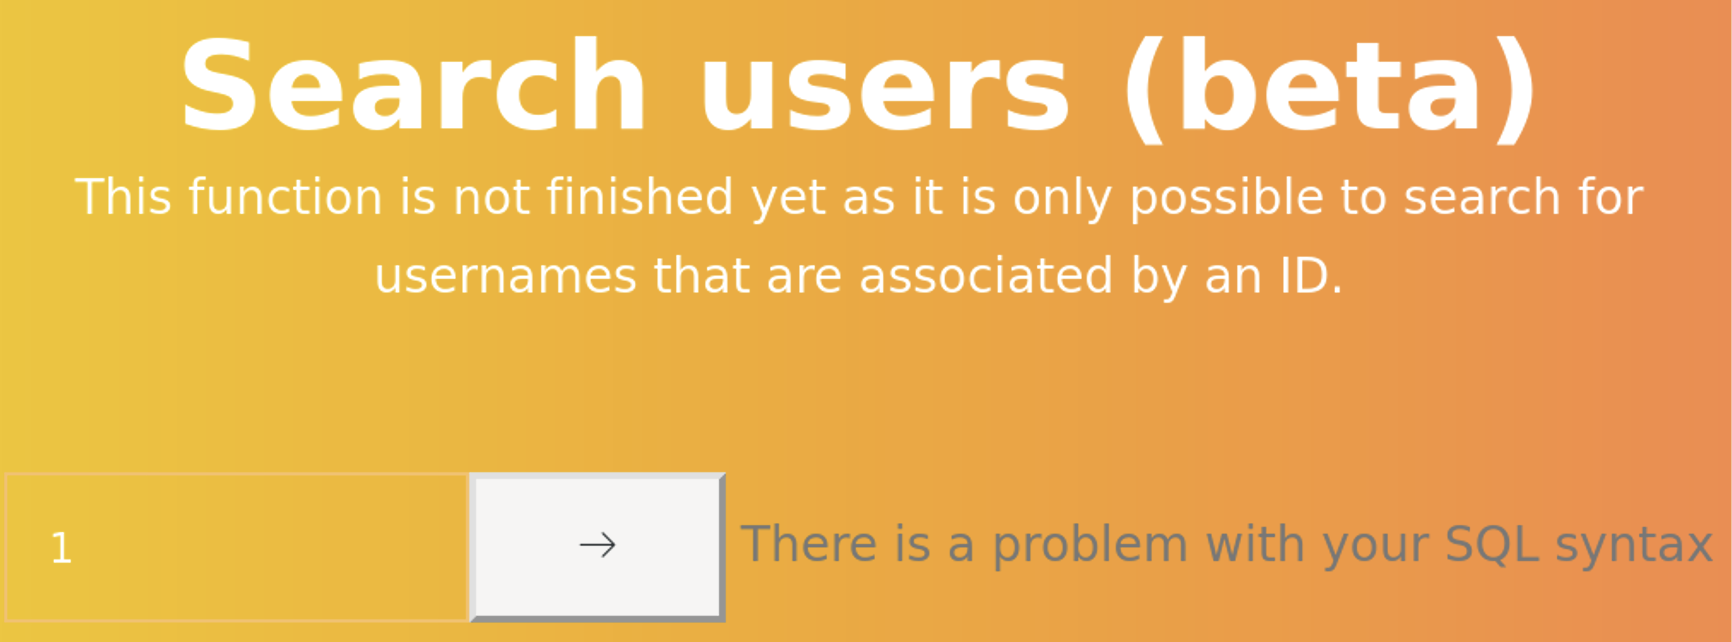 Search users (beta)
This function is not finished yet as it is only possible to search for
usernames that are associated by an ID.
1 → There is a problem with your SQL syntax